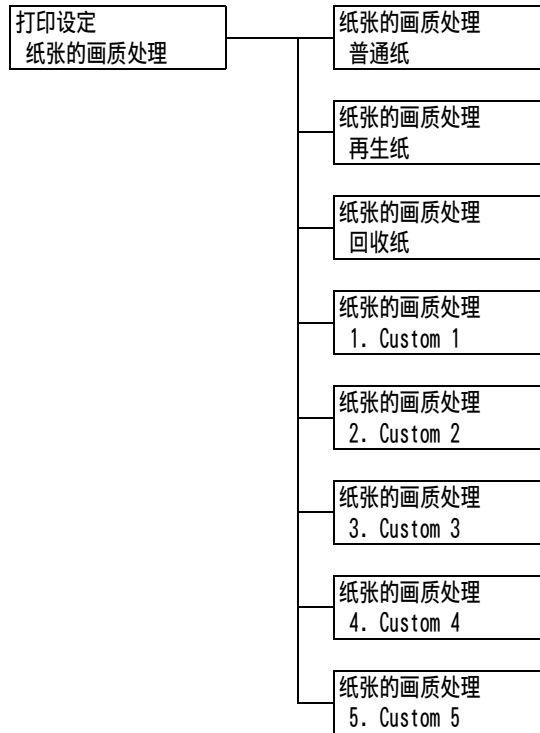 打印设定
纸张的画质处理
纸张的画质处理
普通纸
纸张的画质处理
再生纸
纸张的画质处理
回收纸
纸张的画质处理
1. Custom 1
纸张的画质处理
2. Custom 2
纸张的画质处理
3. Custom 3
纸张的画质处理
4. Custom 4
纸张的画质处理
5. Custom 5